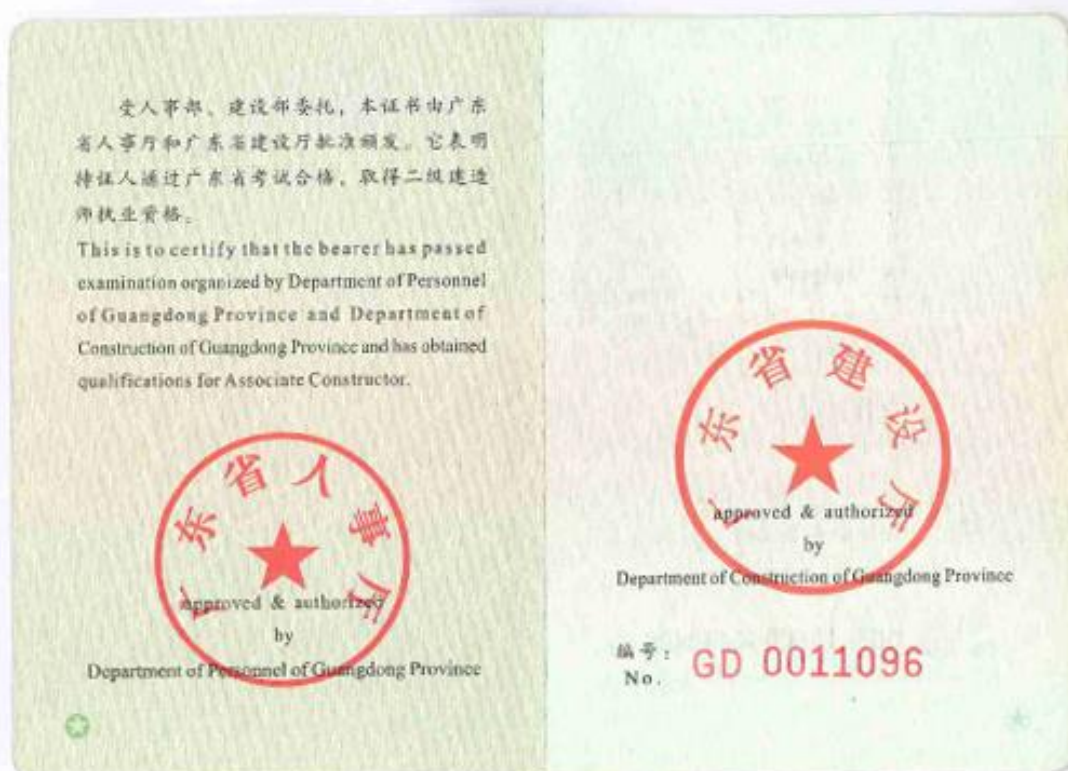 受人事部、建设部委托，本证书由广东
省人事厅和广东省建设厅批准颁发。它表明
持证人通过广东省考试合格，取得二级建造
师执业资格。
This is to certify that the bearer has passed
examination organized by Department of Personnel
of Guangdong Province and Department of
Construction of Guangdong Province and has obtained
qualifications for Associate Constructor.
广东省人事厅
approved & authorized
by
Department of Personnel of Guangdong Province
广东省建设厅
approved & authorized
by
Department of Construction of Guangdong Province
编号：
No.
GD 0011096